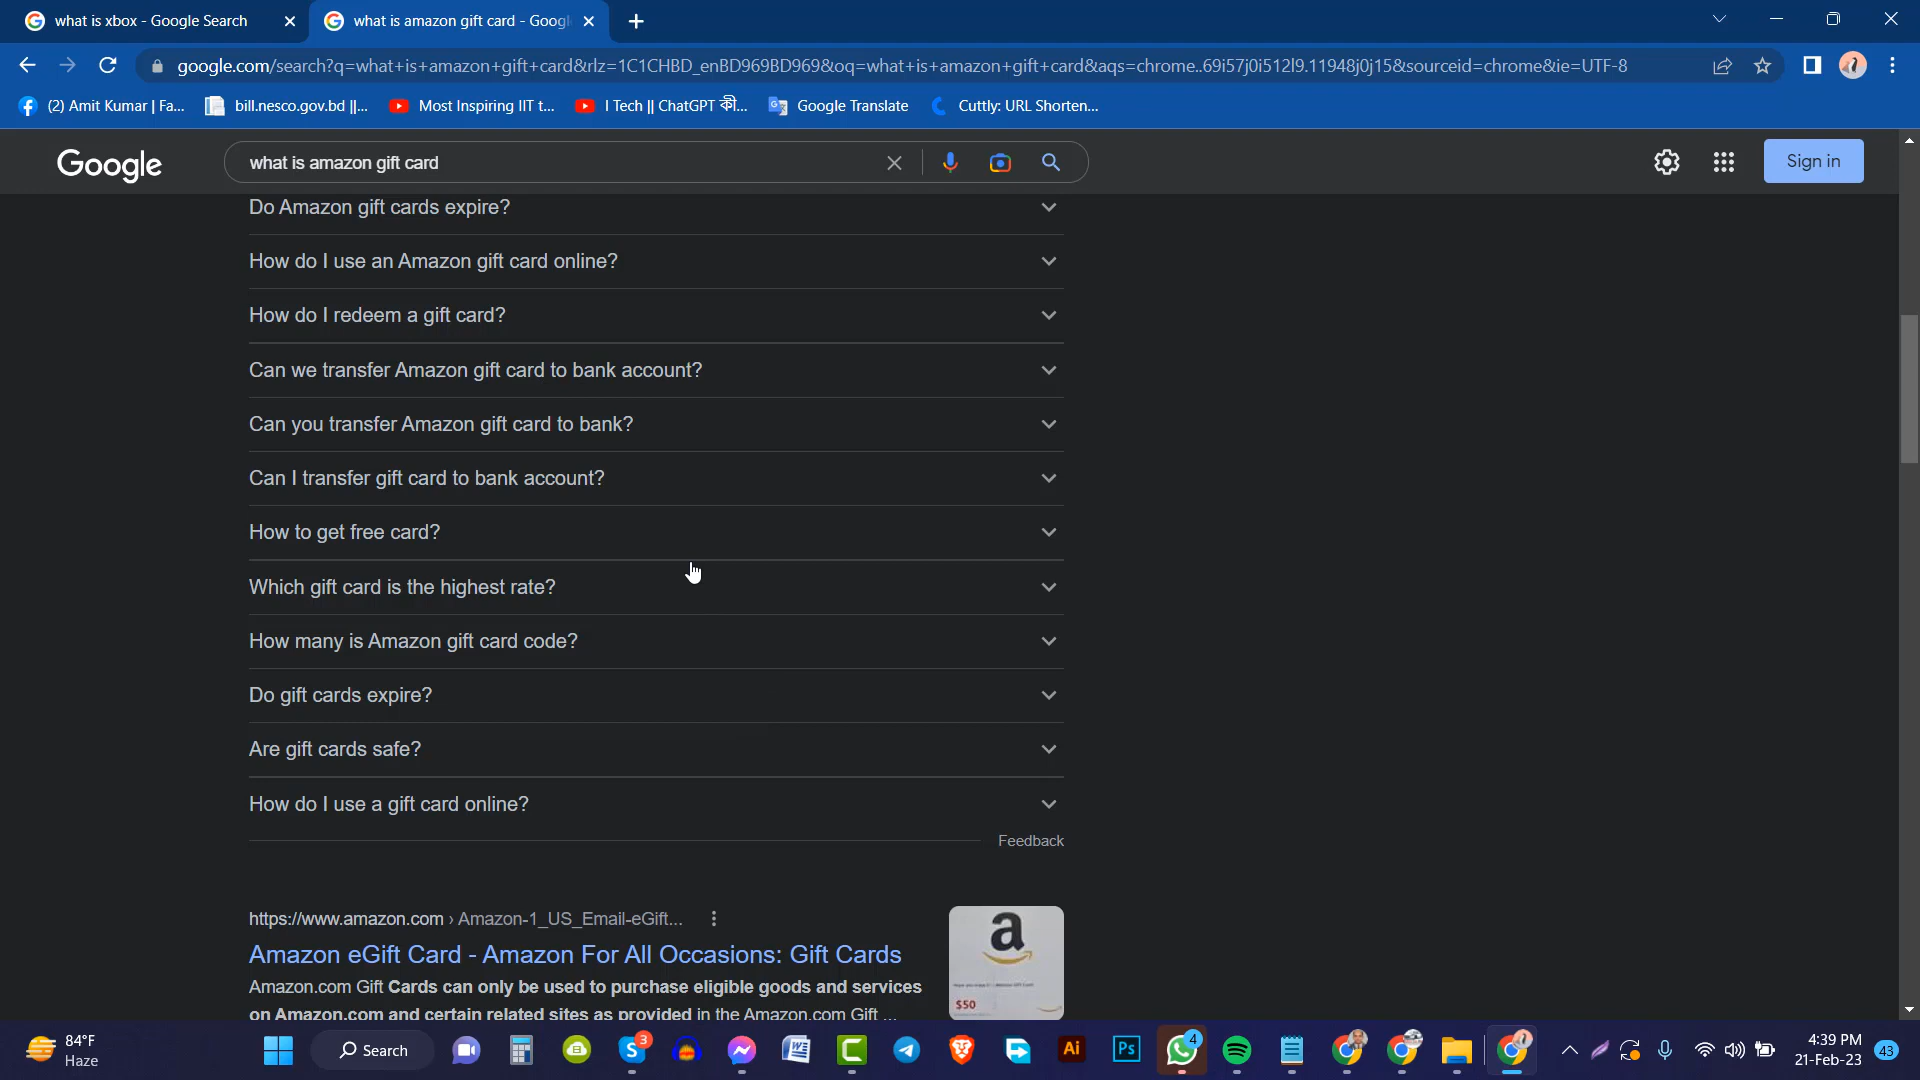 what is xbox - Google Search
what is amazon gift card - Googl
google.com/search?q=what+is+amazon+gift+card&rlz=1C1CHBD_enBD969BD969&oq=what+is+amazon+gift+card&aqs=chrome..69i57j0i512l9.11948j0j15&sourceid=chrome&ie=UTF-8
(2) Amit Kumar | Fa...
bill.nesco.gov.bd ||...
Most Inspiring IIT t...
I Tech || ChatGPT কী...
Google Translate
Cuttly: URL Shorten...
Google
what is amazon gift card
Sign in
Do Amazon gift cards expire?
How do I use an Amazon gift card online?
How do I redeem a gift card?
Can we transfer Amazon gift card to bank account?
Can you transfer Amazon gift card to bank?
Can I transfer gift card to bank account?
How to get free card?
Which gift card is the highest rate?
How many is Amazon gift card code?
Do gift cards expire?
Are gift cards safe?
How do I use a gift card online?
Feedback
https://www.amazon.com › Amazon-1_US_Email-eGift...
Amazon eGift Card - Amazon For All Occasions: Gift Cards
Amazon.com Gift Cards can only be used to purchase eligible goods and services
on Amazon.com and certain related sites as provided in the Amazon.com Gift ...
a
$50
84°F
Haze
Search
3
Ai
Ps
4
4:39 PM
21-Feb-23
43